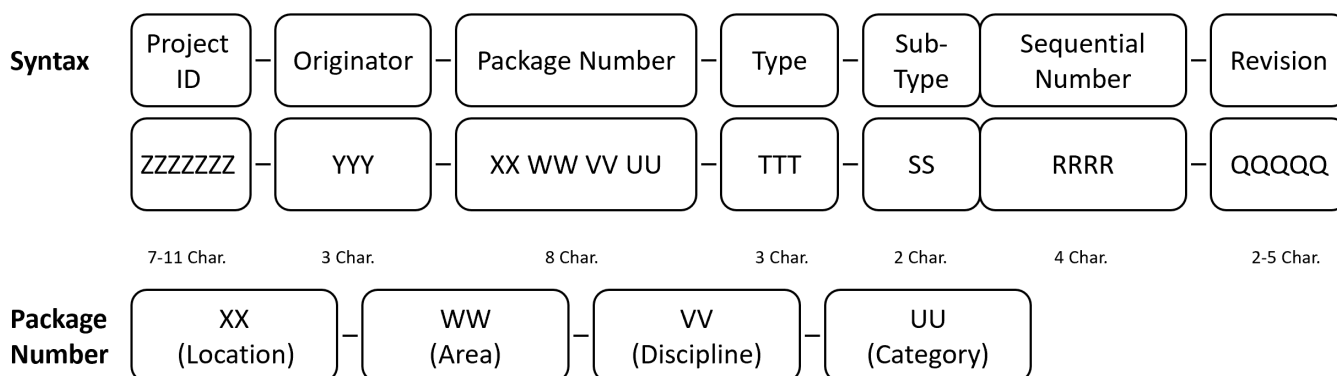 Syntax
Project ID – Originator – Package Number – Type – Sub-Type Sequential Number – Revision
ZZZZZZZ – YYY – XX WW VV UU – TTT – SS RRRR – QQQQQ
7-11 Char. 3 Char. 8 Char. 3 Char. 2 Char. 4 Char. 2-5 Char.
Package Number
XX (Location) – WW (Area) – VV (Discipline) – UU (Category)